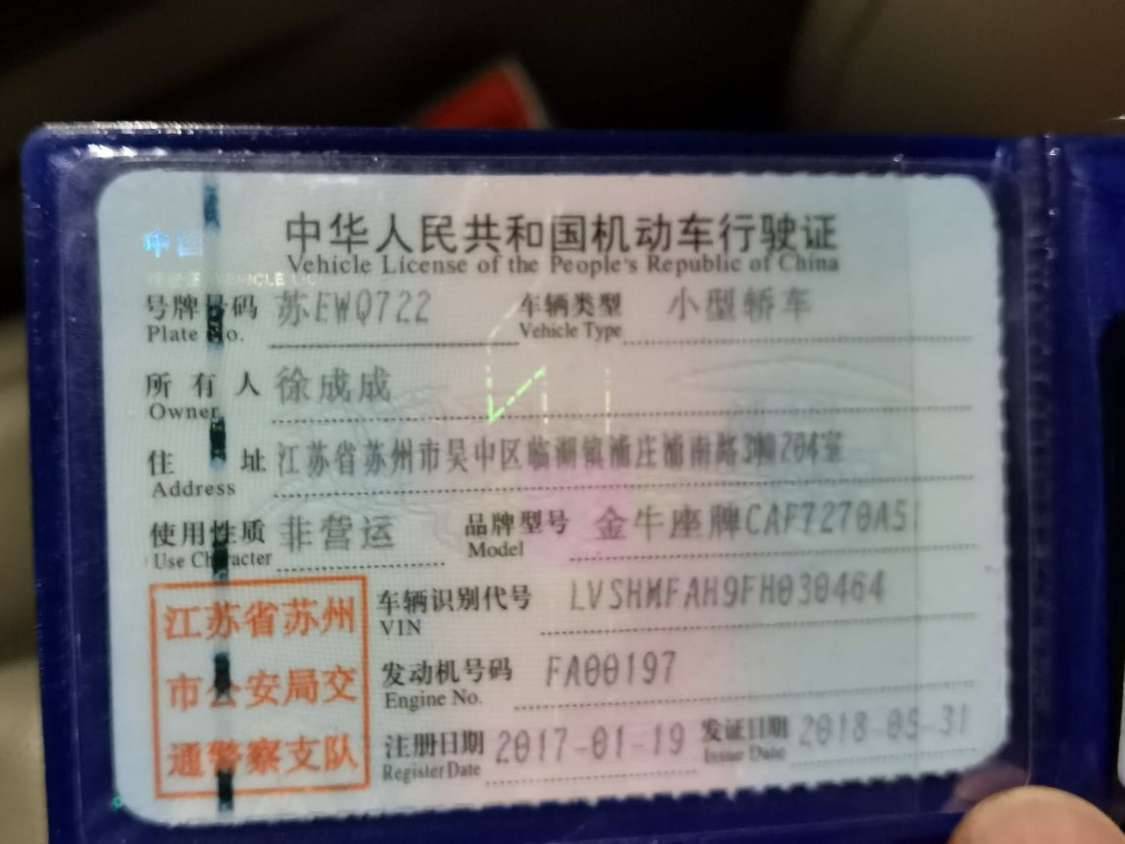 中华人民共和国机动车行驶证
Vehicle License of the People's Republic of China
号牌号码 苏EWQ722 车辆类型 小型轿车
Plate No. Vehicle Type
所有人 徐成成
Owner
住址 江苏省苏州市吴中区临湖镇浦庄浦南路3幢204室
Address
使用性质 非营运 品牌型号 金牛座牌CAF7270A5
Use Character Model
江苏省苏州
市公安局交
通警察支队
车辆识别代号 LVSHMFAH9FH030464
VIN
发动机号码 FA00197
Engine No.
注册日期 2017-01-19 发证日期 2018-05-31
Register Date Issue Date